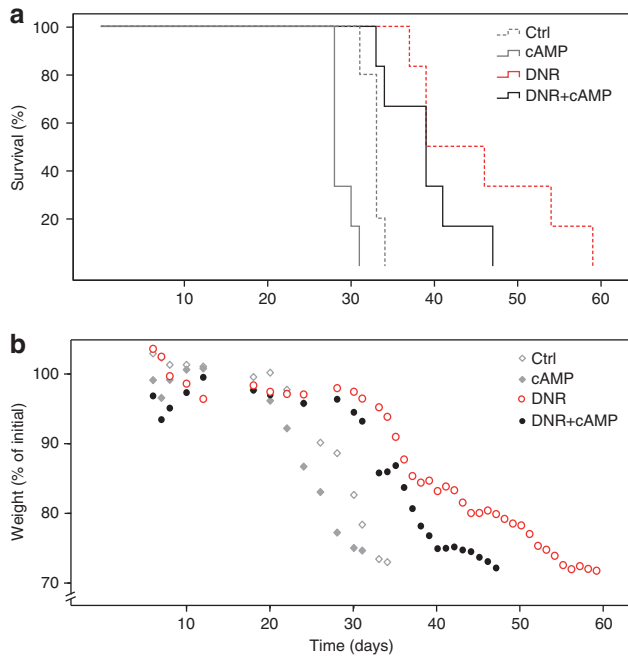 a
Survival (%)
100
80
60
40
20
Ctrl
cAMP
DNR
DNR+cAMP
10 20 30 40 50 60
b
Weight (% of initial)
100
90
80
70
Ctrl
cAMP
DNR
DNR+cAMP
10 20 30 40 50 60
Time (days)